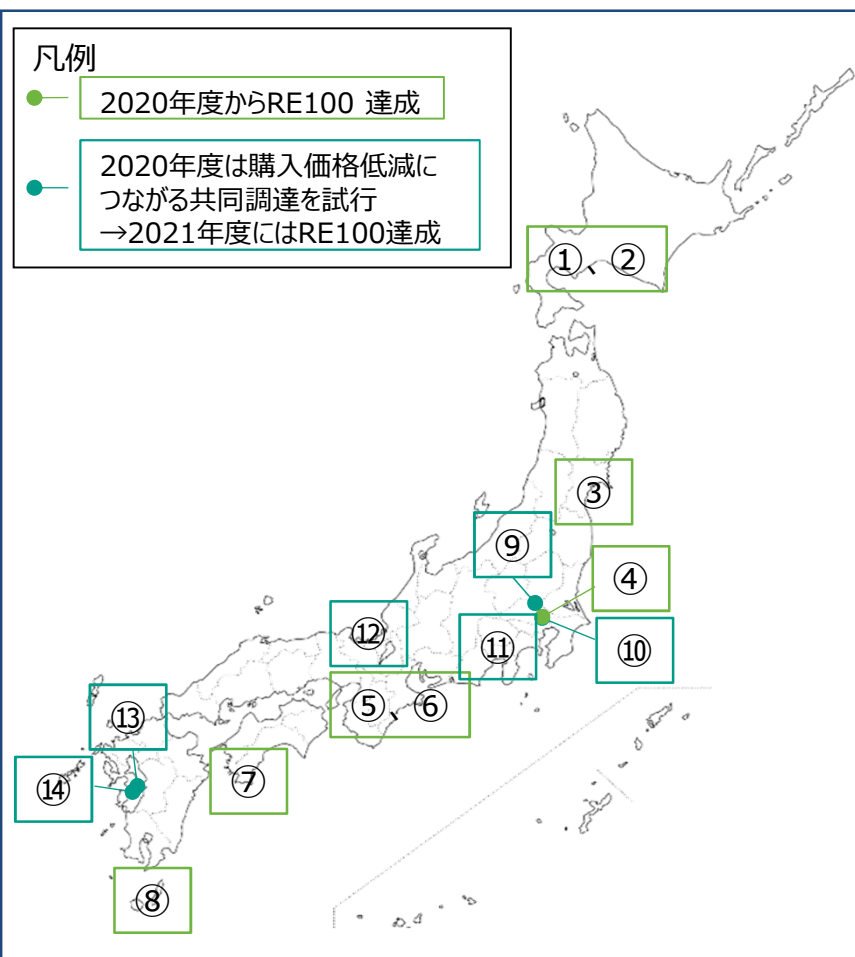 凡例
2020年度からRE100 達成
2020年度は購入価格低減に
つながる共同調達を試行
→2021年度にはRE100達成
①、②
③
⑨
④
⑫
⑪
⑩
⑤、⑥
⑬
⑦
⑭
⑧